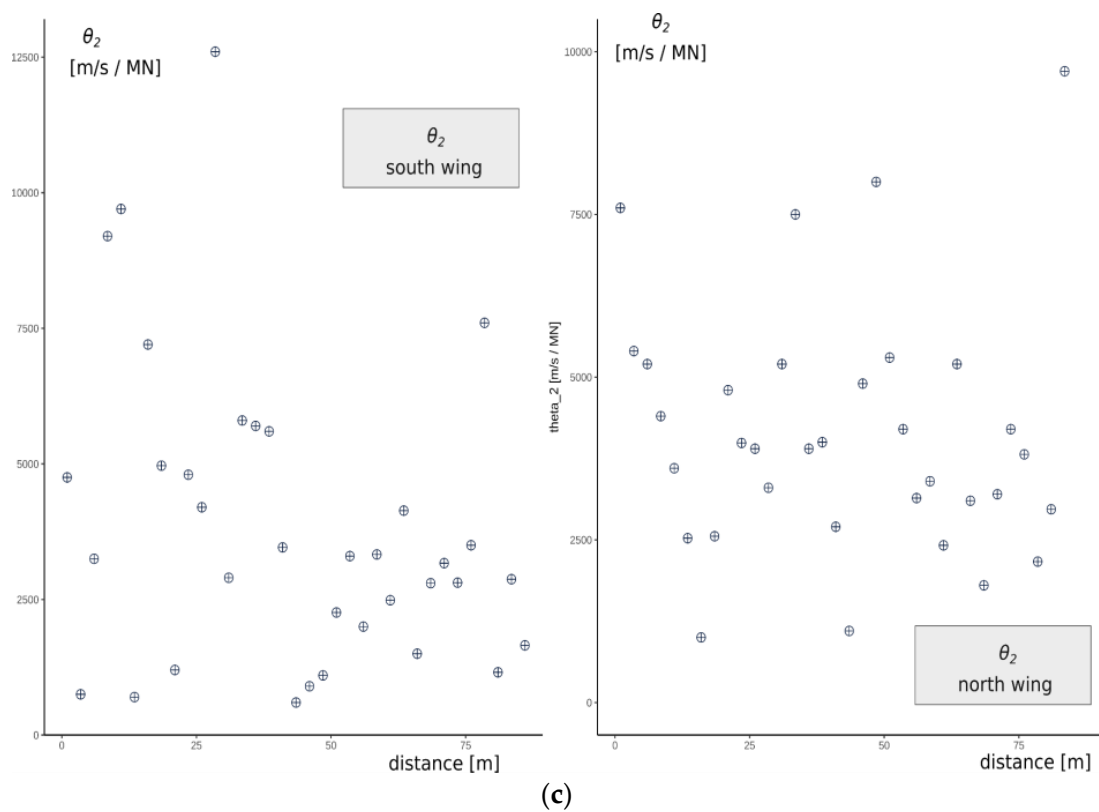 θ2
[m/s / MN]
12500
10000
7500
5000
2500
0
θ2
south wing
0 25 50 75
distance [m]
θ2
[m/s / MN]
10000
7500
5000
2500
0
theta_2 [m/s / MN]
θ2
north wing
0 25 50 75
distance [m]
(c)